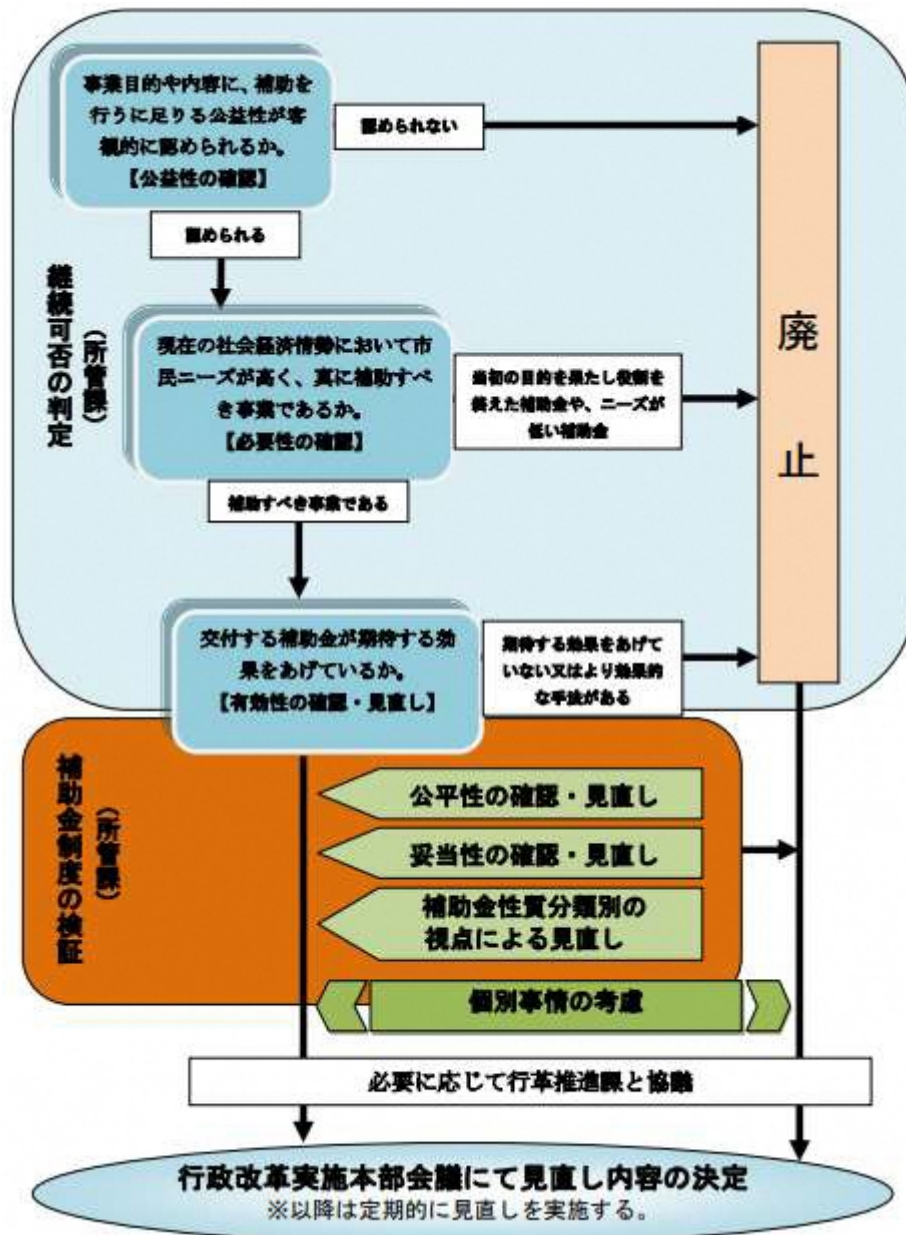 事業目的や内容に、補助を
行うに足りる公益性が客
観的に認められるか。
【公益性の確認】
認められない
認められる
継続可否の判定
（所管課）
現在の社会経済情勢において市
民ニーズが高く、真に補助すべ
き事業であるか。
【必要性の確認】
当初の目的を果たし役割を
終えた補助金や、ニーズが
低い補助金
廃止
補助すべき事業である
交付する補助金が期待する効
果をあげているか。
【有効性の確認・見直し】
期待する効果をあげて
いない又はより効果的
な手法がある
補助金制度の検証
（所管課）
公平性の確認・見直し
妥当性の確認・見直し
補助金性質分類別の
視点による見直し
個別事情の考慮
必要に応じて行革推進課と協議
行政改革実施本部会議にて見直し内容の決定
※以降は定期的に見直しを実施する。